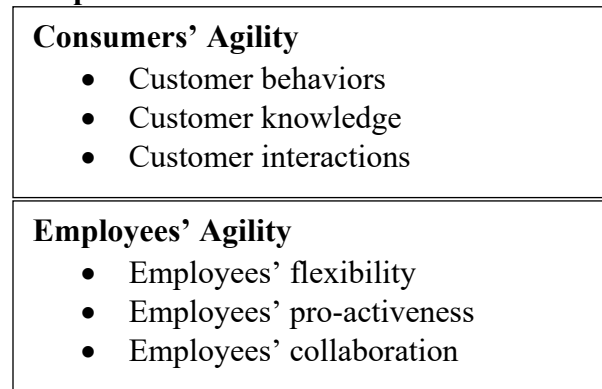 Consumers’ Agility
• Customer behaviors
• Customer knowledge
• Customer interactions
Employees’ Agility
• Employees’ flexibility
• Employees’ pro-activeness
• Employees’ collaboration